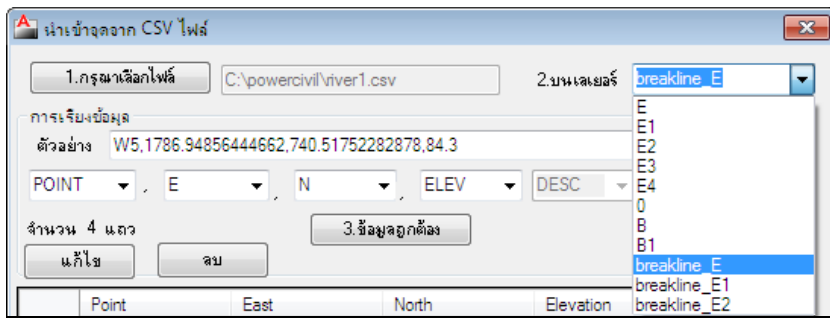 นำเข้าจุดจาก CSV ไฟล์
1.กรุณาเลือกไฟล์ C:\powercivil\river1.csv 2.บนเลเยอร์ breakline_E
E
E1
E2
E3
E4
0
B
B1
breakline_E
breakline_E1
breakline_E2
การเรียงข้อมูล
ตัวอย่าง W5,1786.94856444662,740.51752282878,84.3
POINT , E , N , ELEV , DESC
จำนวน 4 แถว 3.ข้อมูลถูกต้อง
แก้ไข ลบ
Point East North Elevation